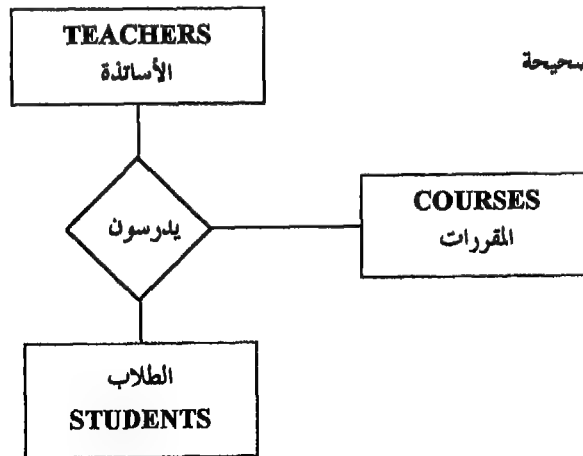 TEACHERS
الأساتذة
صحيحة
يدرسون
COURSES
المقررات
الطلاب
STUDENTS